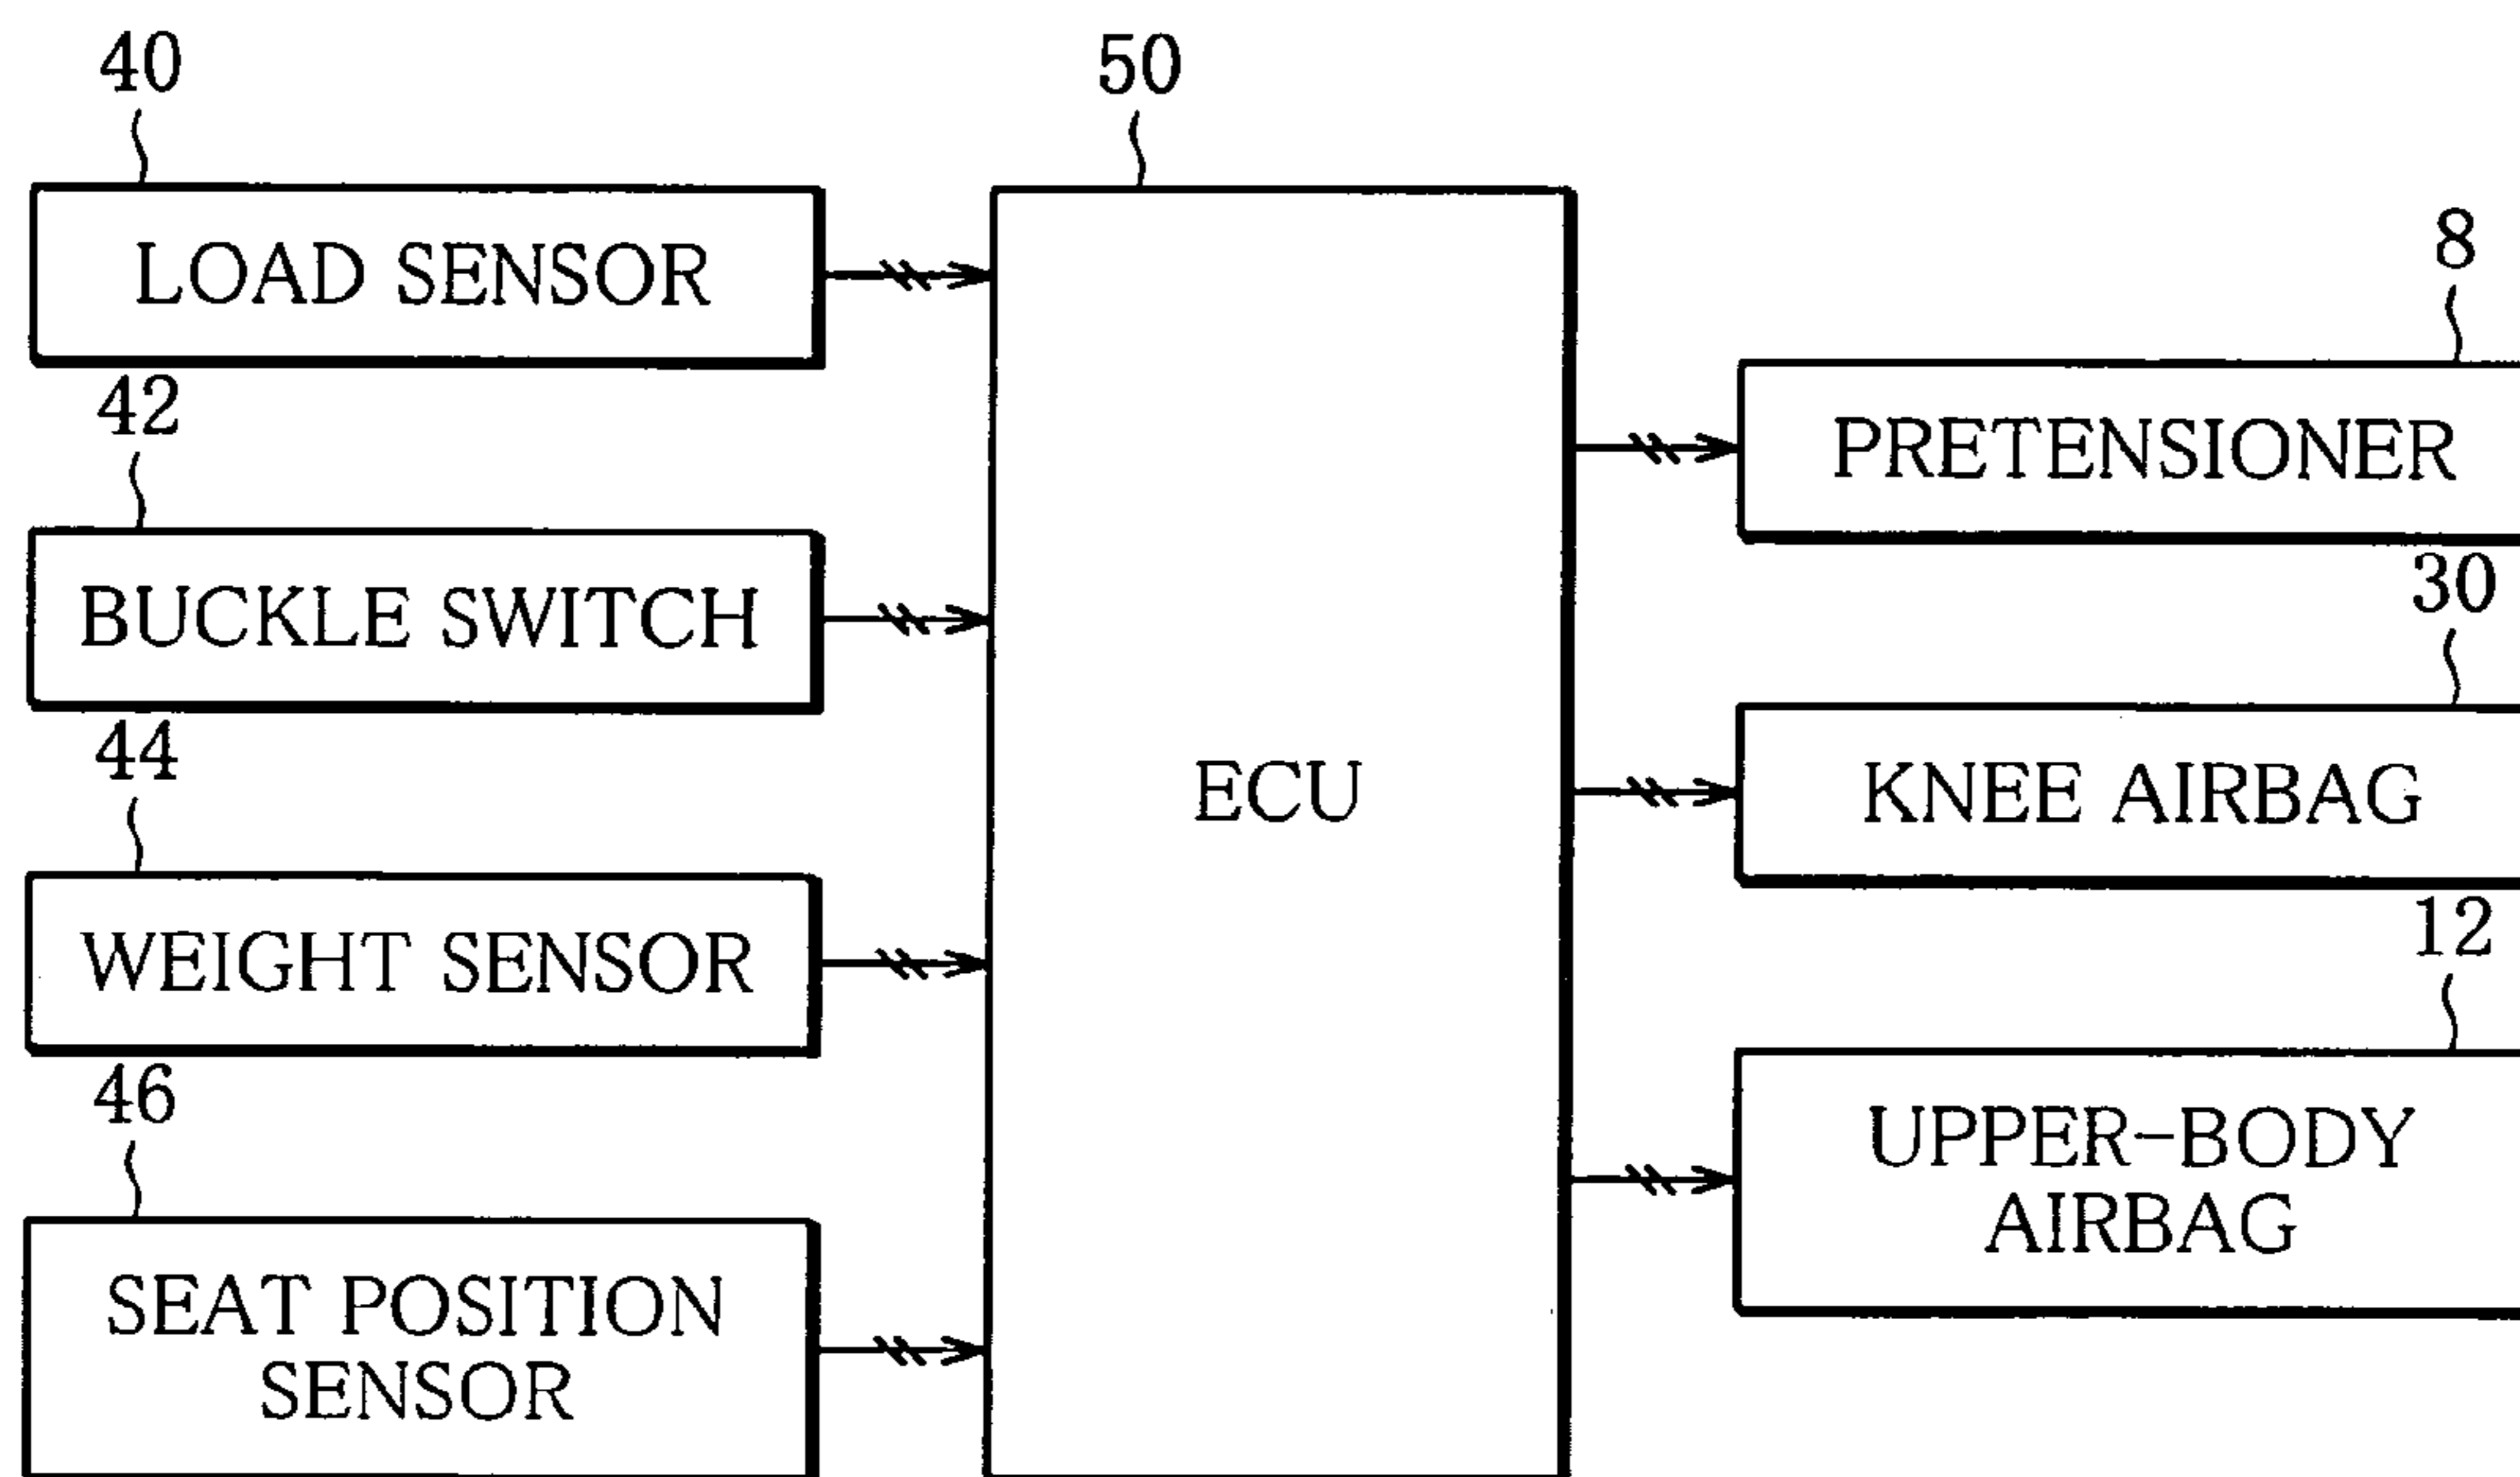 40
LOAD SENSOR
42
BUCKLE SWITCH
44
WEIGHT SENSOR
46
SEAT POSITION
SENSOR
50
ECU
8
PRETENSIONER
30
KNEE AIRBAG
12
UPPER-BODY
AIRBAG